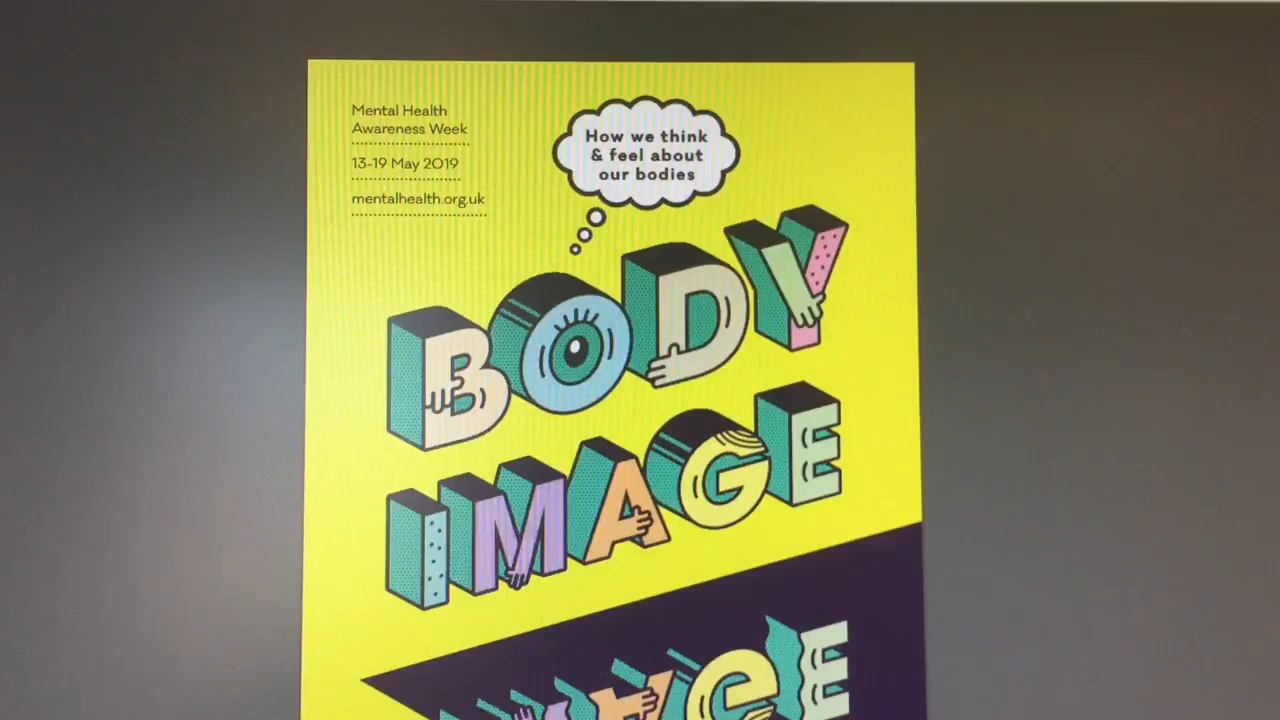 Mental Health
Awareness Week
13-19 May 2019
mentalhealth.org.uk
How we think
& feel about
our bodies
BODY
IMAGE